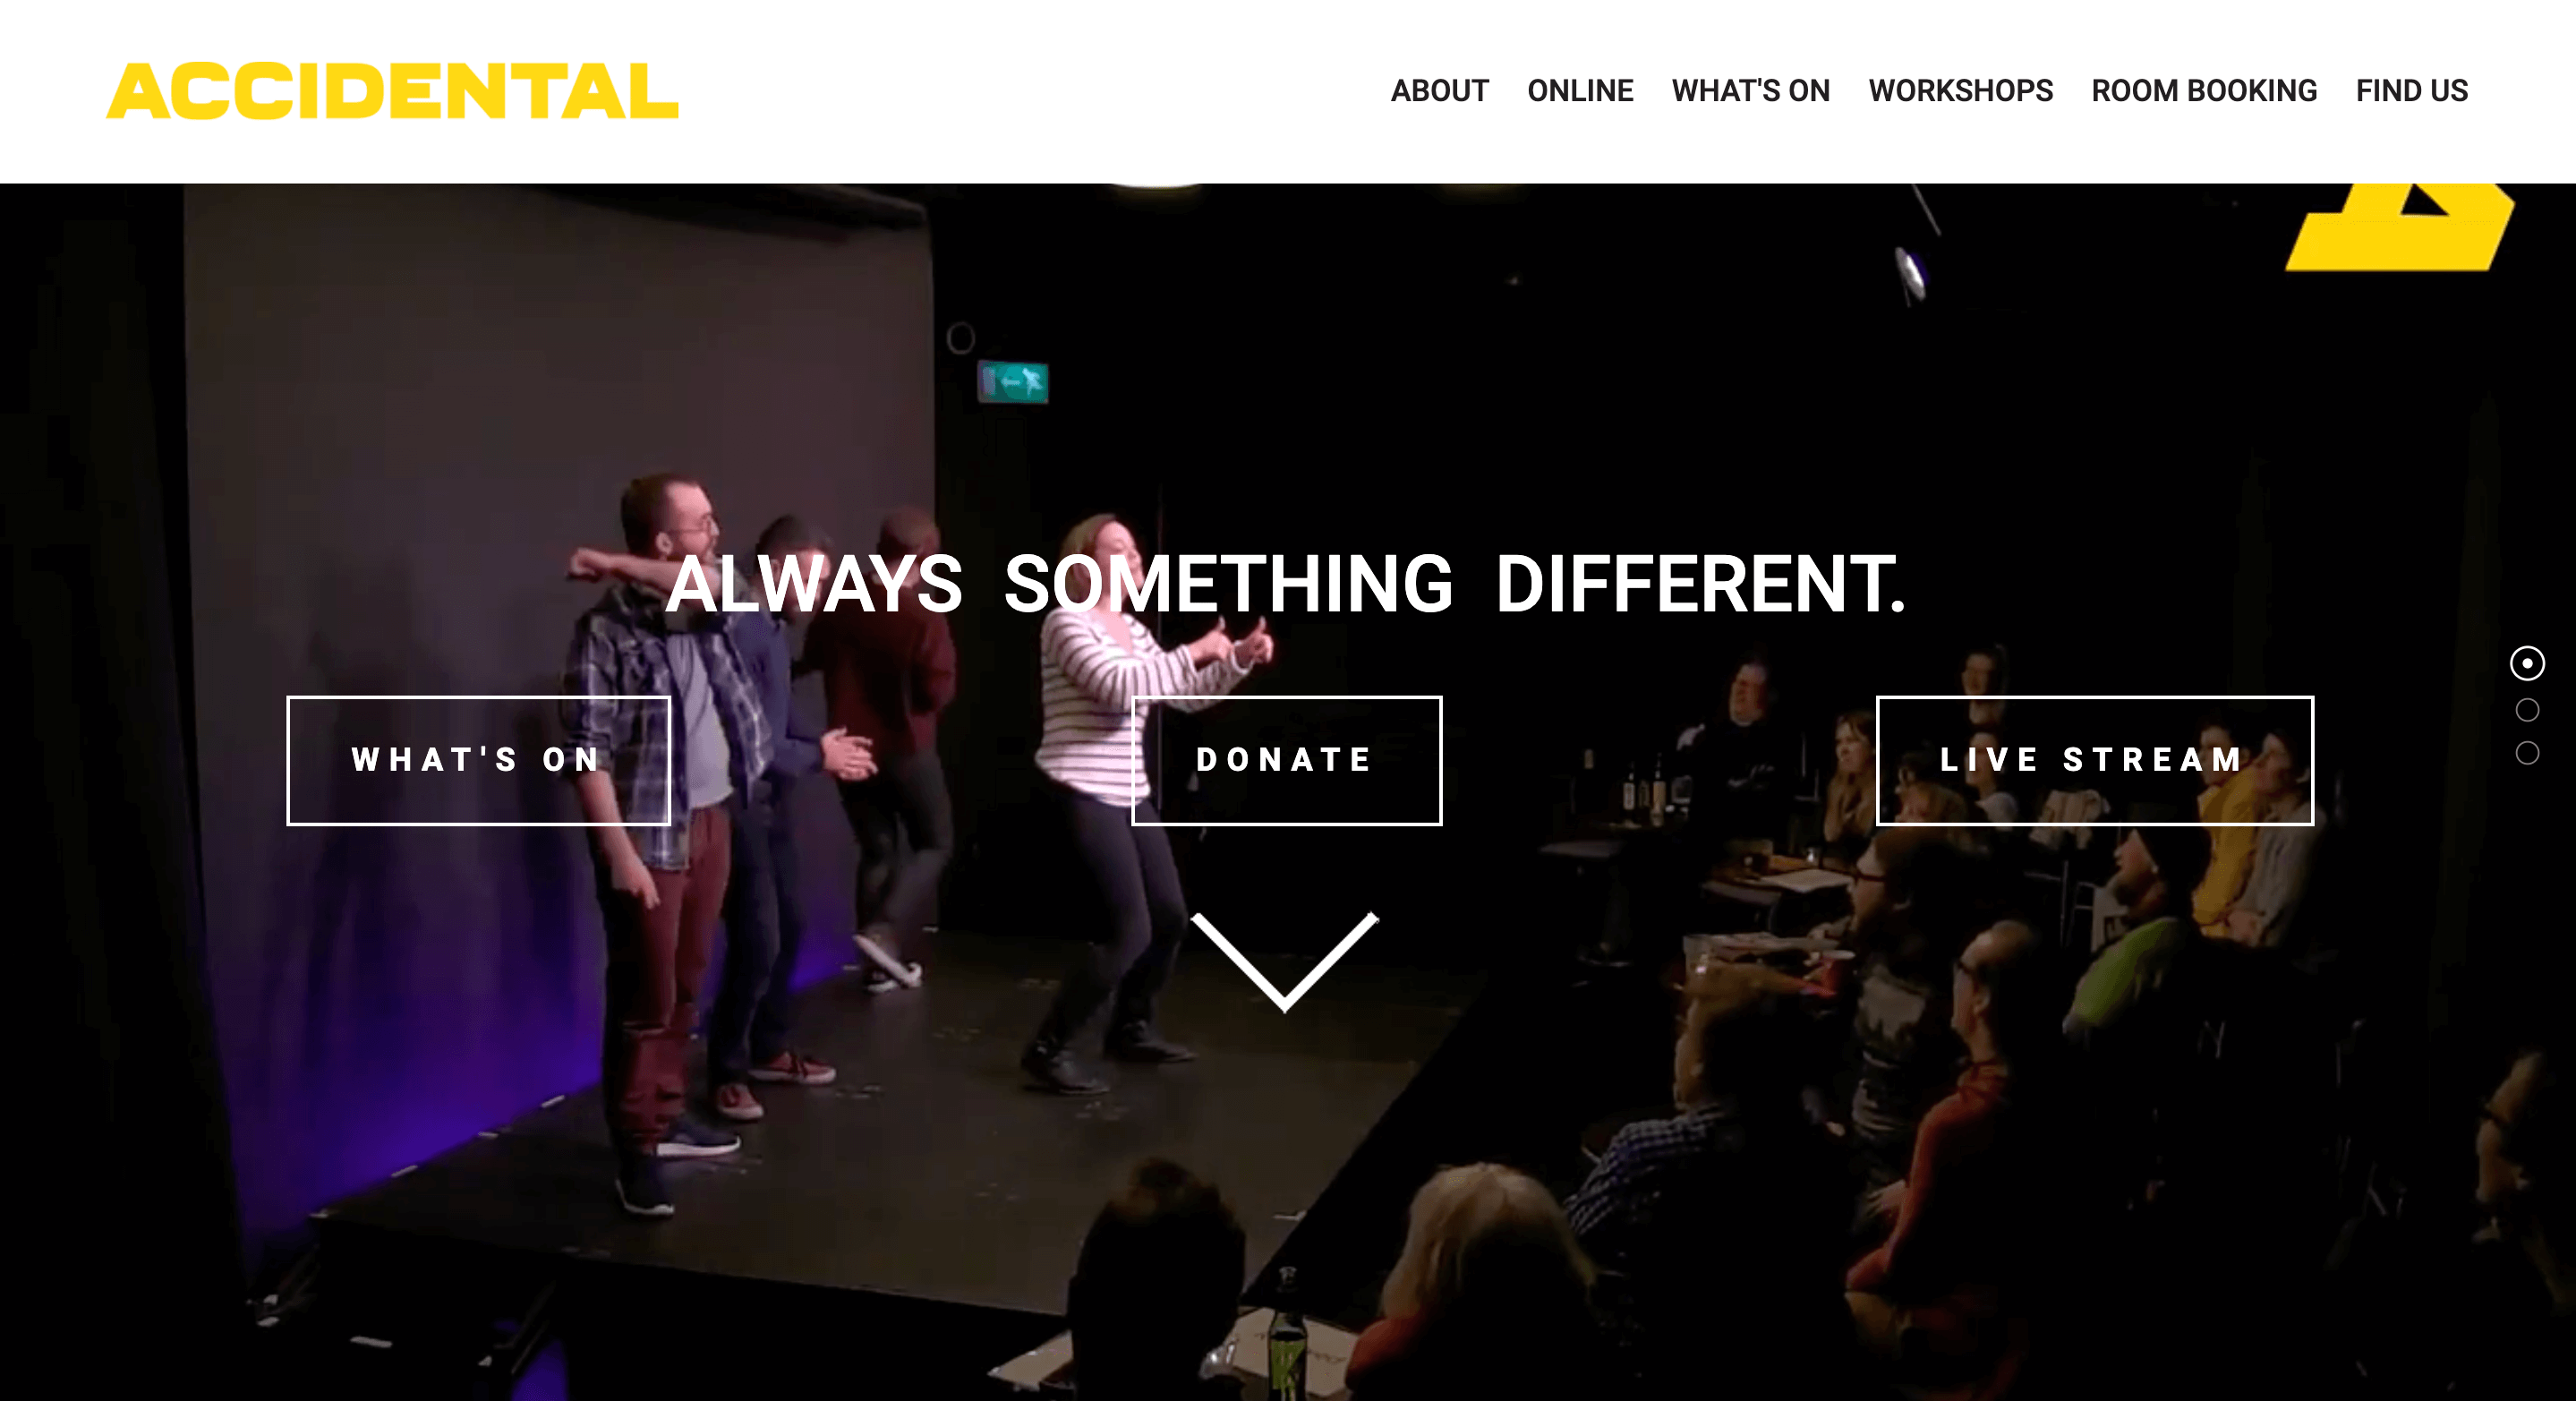 ACCIDENTAL
ABOUT ONLINE WHAT'S ON WORKSHOPS ROOM BOOKING FIND US
ALWAYS SOMETHING DIFFERENT.
WHAT'S ON DONATE LIVE STREAM